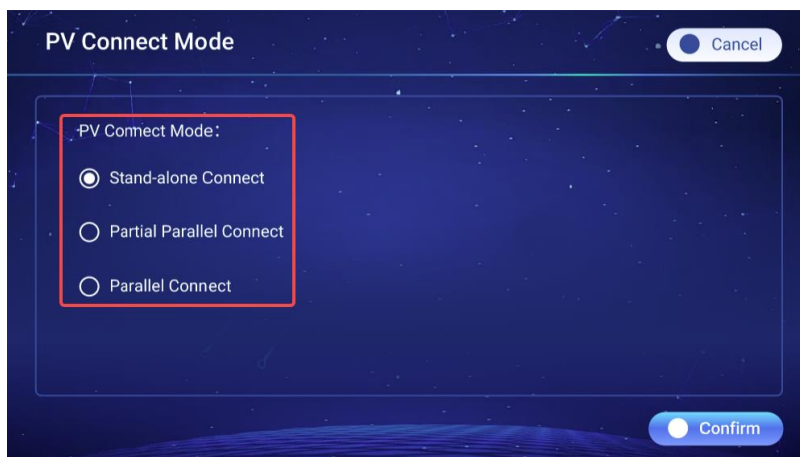 PV Connect Mode
Cancel
PV Connect Mode:
Stand-alone Connect
Partial Parallel Connect
Parallel Connect
Confirm